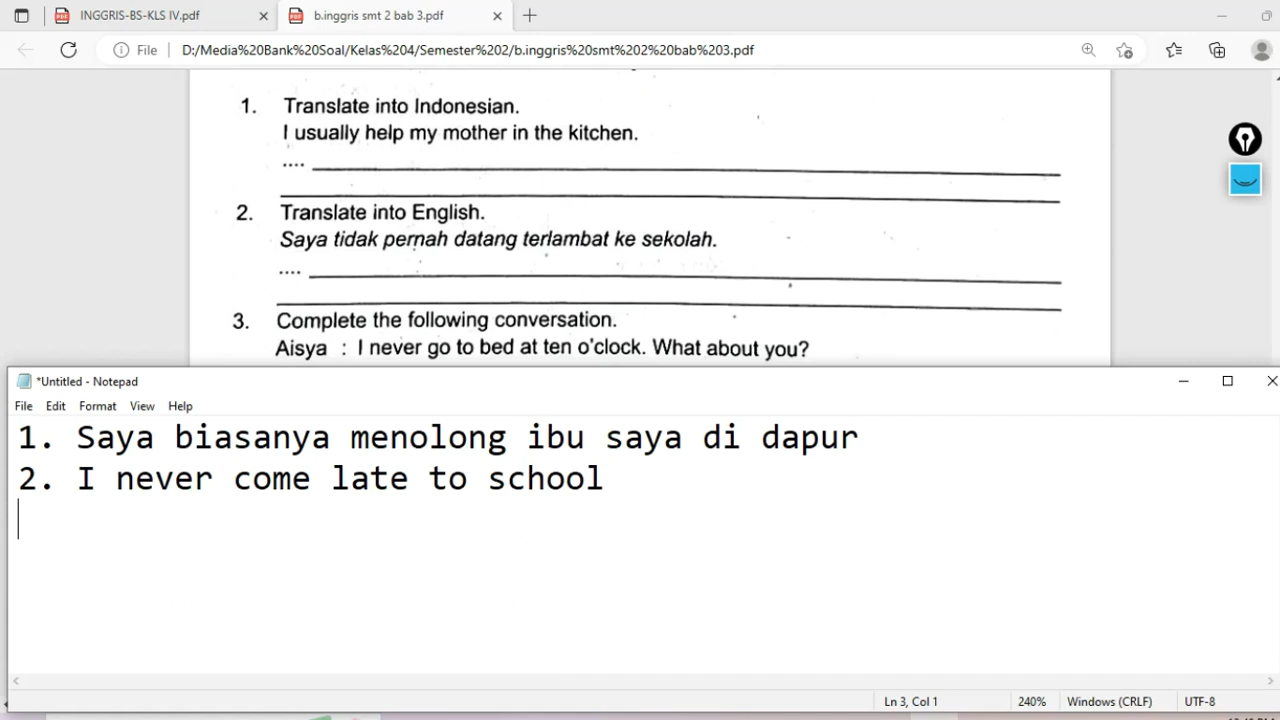 INGGRIS-BS-KLS IV.pdf
b.inggris smt 2 bab 3.pdf
File
D:/Media%20Bank%20Soal/Kelas%204/Semester%202/b.inggris%20smt%202%20bab%203.pdf
1. Translate into Indonesian.
I usually help my mother in the kitchen.
....
2. Translate into English.
Saya tidak pernah datang terlambat ke sekolah.
....
3. Complete the following conversation.
Aisya : I never go to bed at ten o'clock. What about you?
*Untitled - Notepad
File Edit Format View Help
1. Saya biasanya menolong ibu saya di dapur
2. I never come late to school
Ln 3, Col 1 240% Windows (CRLF) UTF-8